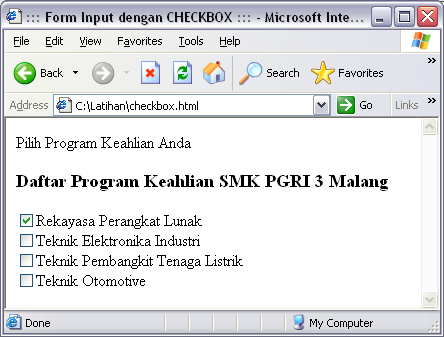 ::: Form Input dengan CHECKBOX ::: - Microsoft Inte...
File Edit View Favorites Tools Help
Back Search Favorites
Address C:\Latihan\checkbox.html Go Links
Pilih Program Keahlian Anda
Daftar Program Keahlian SMK PGRI 3 Malang
Rekayasa Perangkat Lunak
Teknik Elektronika Industri
Teknik Pembangkit Tenaga Listrik
Teknik Otomotive
Done My Computer